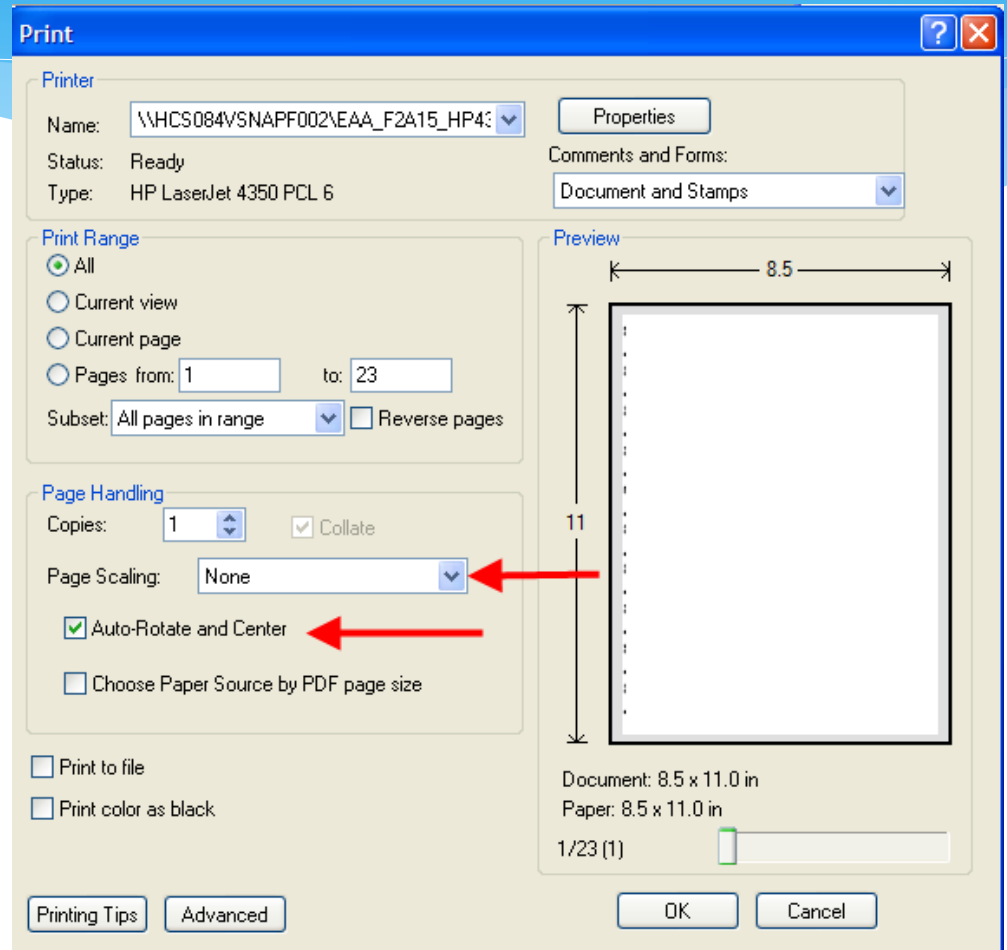 Print
Printer
Name: \\HCS084VSNAPF002\EAA_F2A15_HP43 Properties
Status: Ready Comments and Forms:
Type: HP LaserJet 4350 PCL 6 Document and Stamps
Print Range
All
Current view
Current page
Pages from: 1 to: 23
Subset: All pages in range Reverse pages
Preview
8.5
11
Page Handling
Copies: 1 Collate
Page Scaling: None
Auto-Rotate and Center
Choose Paper Source by PDF page size
Print to file
Print color as black
Document: 8.5 x 11.0 in
Paper: 8.5 x 11.0 in
1/23 (1)
Printing Tips Advanced OK Cancel